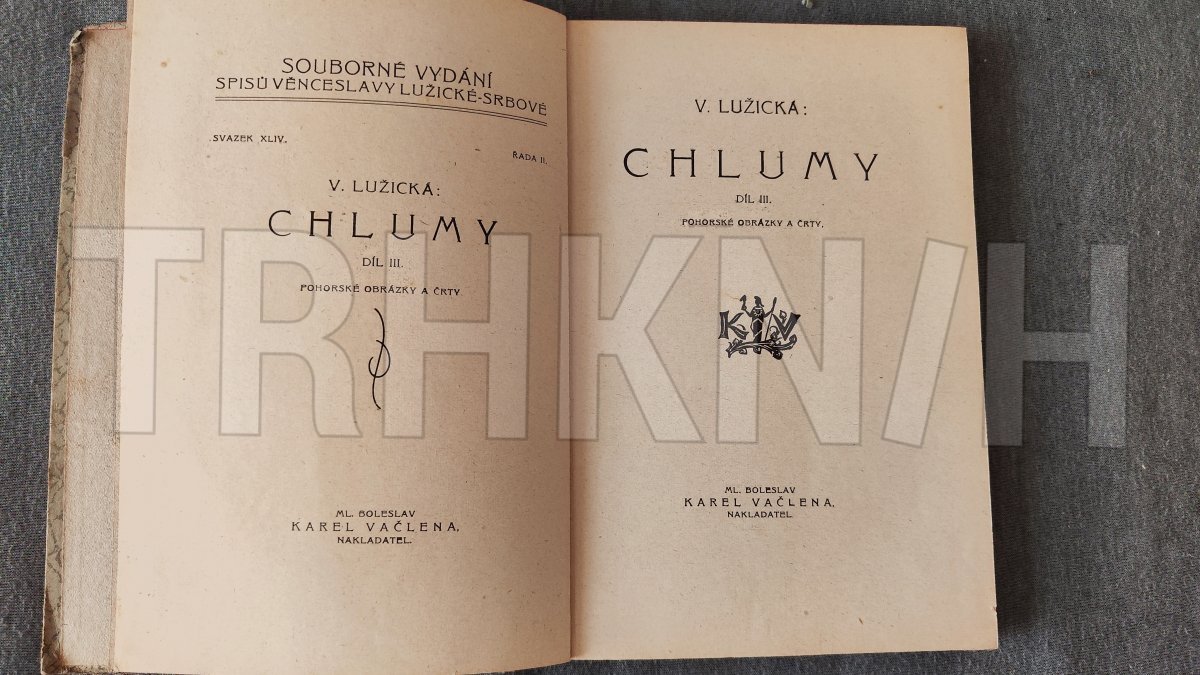 SOUBORNÉ VYDÁNÍ
SPISŮ VĚNCESLAVY LUŽICKÉ-SRBOVÉ
SVAZEK XLIV.
ŘADA II.
V. LUŽICKÁ:
CHLUMY
DÍL III.
POHORSKÉ OBRÁZKY A ČRTY
ML. BOLESLAV
KAREL VAČLENA,
NAKLADATEL.
V. LUŽICKÁ:
CHLUMY
DÍL III.
POHORSKÉ OBRÁZKY A ČRTY.
K V
ML. BOLESLAV
KAREL VAČLENA,
NAKLADATEL.
TRHKNIH